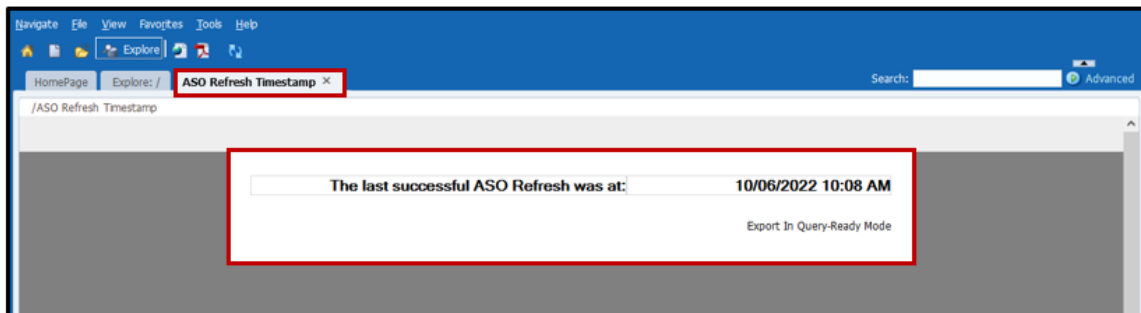 Navigate File View Favorites Tools Help
Explore
HomePage Explore: / ASO Refresh Timestamp × Search: Advanced
/ASO Refresh Timestamp
The last successful ASO Refresh was at: 10/06/2022 10:08 AM
Export In Query-Ready Mode